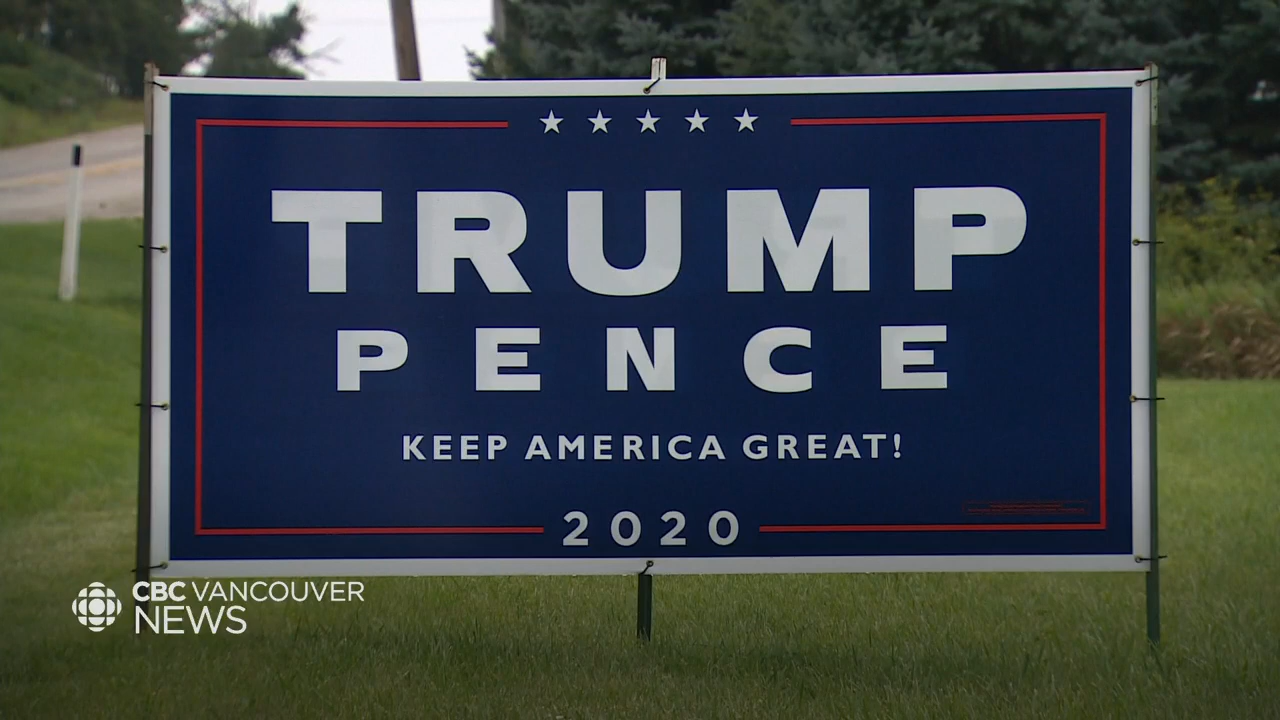 TRUMP
PENCE
KEEP AMERICA GREAT!
2020
CBC VANCOUVER
NEWS